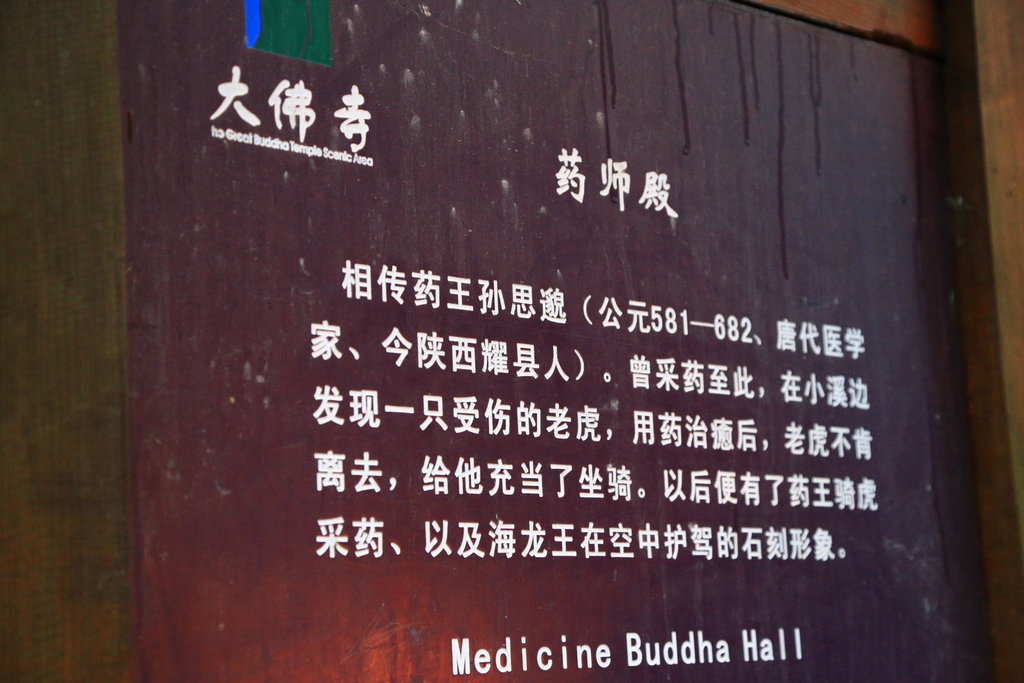 大佛寺
The Great Buddha Temple Scenic Area
药师殿
相传药王孙思邈（公元581—682、唐代医学
家、今陕西耀县人）。曾采药至此，在小溪边
发现一只受伤的老虎，用药治癒后，老虎不肯
离去，给他充当了坐骑。以后便有了药王骑虎
采药、以及海龙王在空中护驾的石刻形象。
Medicine Buddha Hall